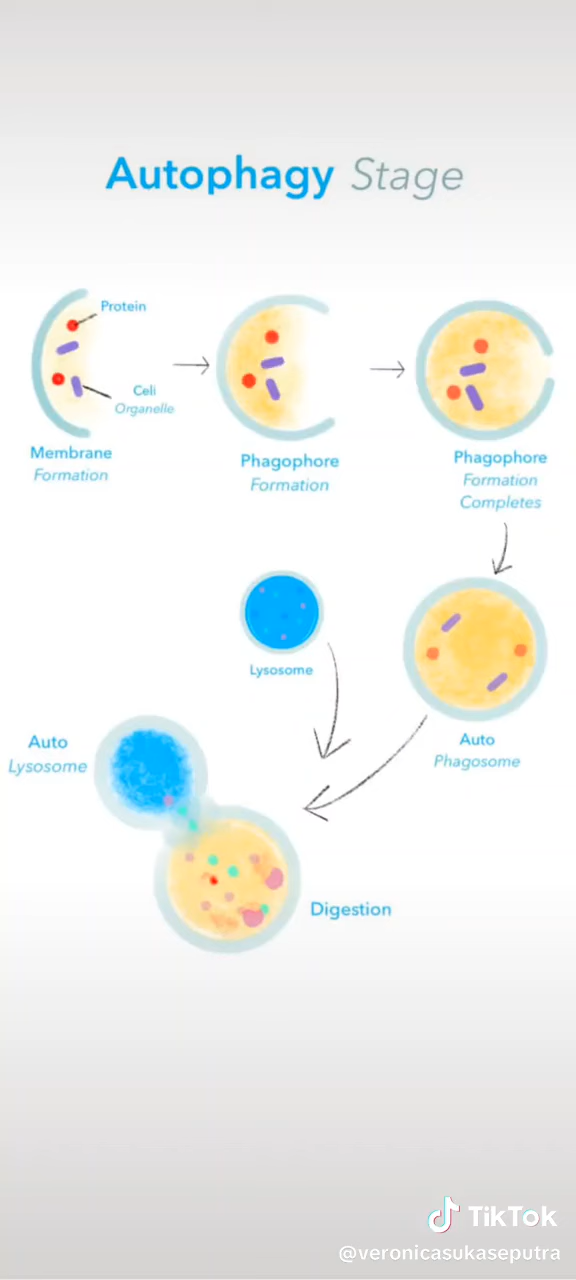 Autophagy Stage
Protein
Cell
Organelle
Membrane
Formation
Phagophore
Formation
Phagophore
Formation
Completes
Lysosome
Auto
Phagosome
Auto
Lysosome
Digestion
TikTok
@veronicasukaseputra